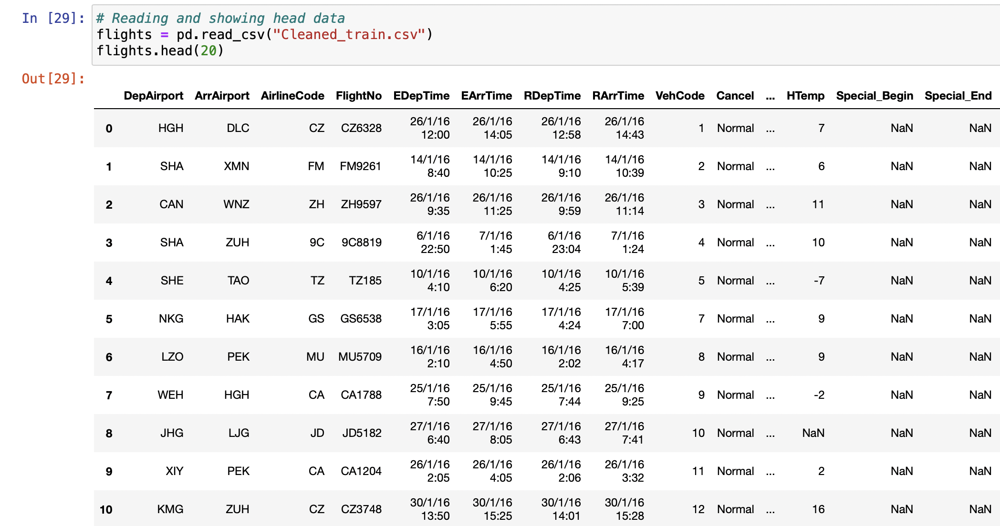 In [29]: # Reading and showing head data
flights = pd.read_csv("Cleaned_train.csv")
flights.head(20)
Out[29]:
DepAirport ArrAirport AirlineCode FlightNo EDepTime EArrTime RDepTime RArrTime VehCode Cancel ... HTemp Special_Begin Special_End
0 HGH DLC CZ CZ6328 26/1/16 12:00 26/1/16 14:05 26/1/16 12:58 26/1/16 14:43 1 Normal ... 7 NaN NaN
1 SHA XMN FM FM9261 14/1/16 8:40 14/1/16 10:25 14/1/16 9:10 14/1/16 10:39 2 Normal ... 6 NaN NaN
2 CAN WNZ ZH ZH9597 26/1/16 9:35 26/1/16 11:25 26/1/16 9:59 26/1/16 11:14 3 Normal ... 11 NaN NaN
3 SHA ZUH 9C 9C8819 6/1/16 22:50 7/1/16 1:45 6/1/16 23:04 7/1/16 1:24 4 Normal ... 10 NaN NaN
4 SHE TAO TZ TZ185 10/1/16 4:10 10/1/16 6:20 10/1/16 4:25 10/1/16 5:39 5 Normal ... -7 NaN NaN
5 NKG HAK GS GS6538 17/1/16 3:05 17/1/16 5:55 17/1/16 4:24 17/1/16 7:00 7 Normal ... 9 NaN NaN
6 LZO PEK MU MU5709 16/1/16 2:10 16/1/16 4:50 16/1/16 2:02 16/1/16 4:17 8 Normal ... 9 NaN NaN
7 WEH HGH CA CA1788 25/1/16 7:50 25/1/16 9:45 25/1/16 7:44 25/1/16 9:25 9 Normal ... -2 NaN NaN
8 JHG LJG JD JD5182 27/1/16 6:40 27/1/16 8:05 27/1/16 6:43 27/1/16 7:41 10 Normal ... NaN NaN NaN
9 XIY PEK CA CA1204 26/1/16 2:05 26/1/16 4:05 26/1/16 2:06 26/1/16 3:32 11 Normal ... 2 NaN NaN
10 KMG ZUH CZ CZ3748 30/1/16 13:50 30/1/16 15:25 30/1/16 14:01 30/1/16 15:28 12 Normal ... 16 NaN NaN